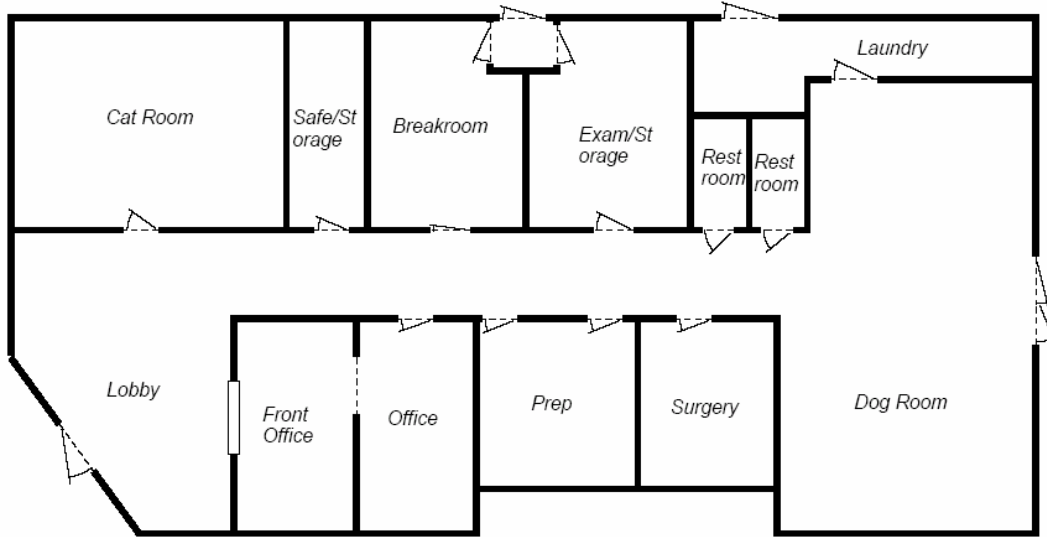 Laundry
Cat Room
Safe/St
orage
Breakroom
Exam/St
orage
Rest
room
Rest
room
Lobby
Front
Office
Office
Prep
Surgery
Dog Room